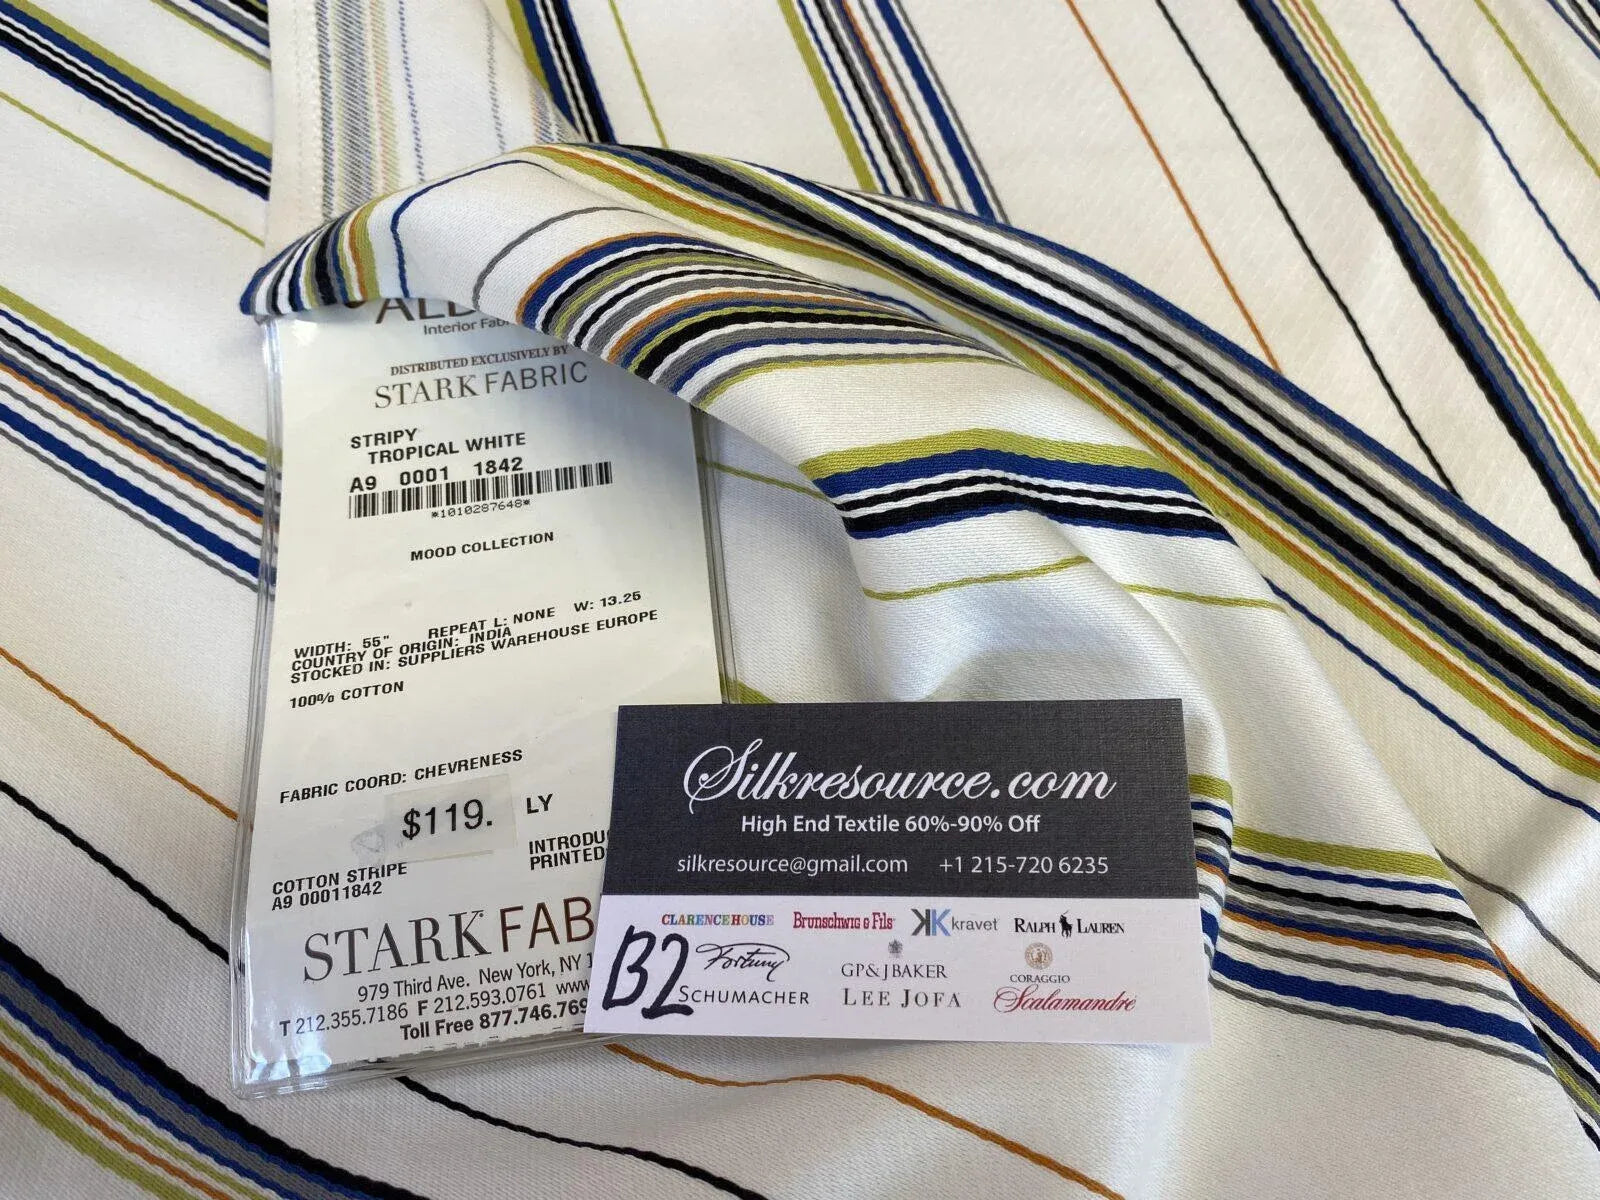 Interior
DISTRIBUTED EXCLUSIVELY BY
STARK FABRIC
STRIPY
TROPICAL WHITE
A9 0001 1842
*1010287648*
MOOD COLLECTION
WIDTH: 55" REPEAT L: NONE W: 13.25
COUNTRY OF ORIGIN: INDIA
STOCKED IN: SUPPLIERS WAREHOUSE EUROPE
100% COTTON
FABRIC COORD: CHEVRENESS
$119. LY
INTRODU
PRINTED
COTTON STRIPE
A9 00011842
STARK FAB
979 Third Ave. New York, NY 1
T 212.355.7186 F 212.593.0761 www
Toll Free 877.746.769
Silkresource.com
High End Textile 60%-90% Off
silkresource@gmail.com +1 215-720 6235
CLARENCE HOUSE Brunschwig & Fils kravet RALPH LAUREN
B2 Fortuny GP & J BAKER CORAGGIO
SCHUMACHER LEE JOFA Scalamandré